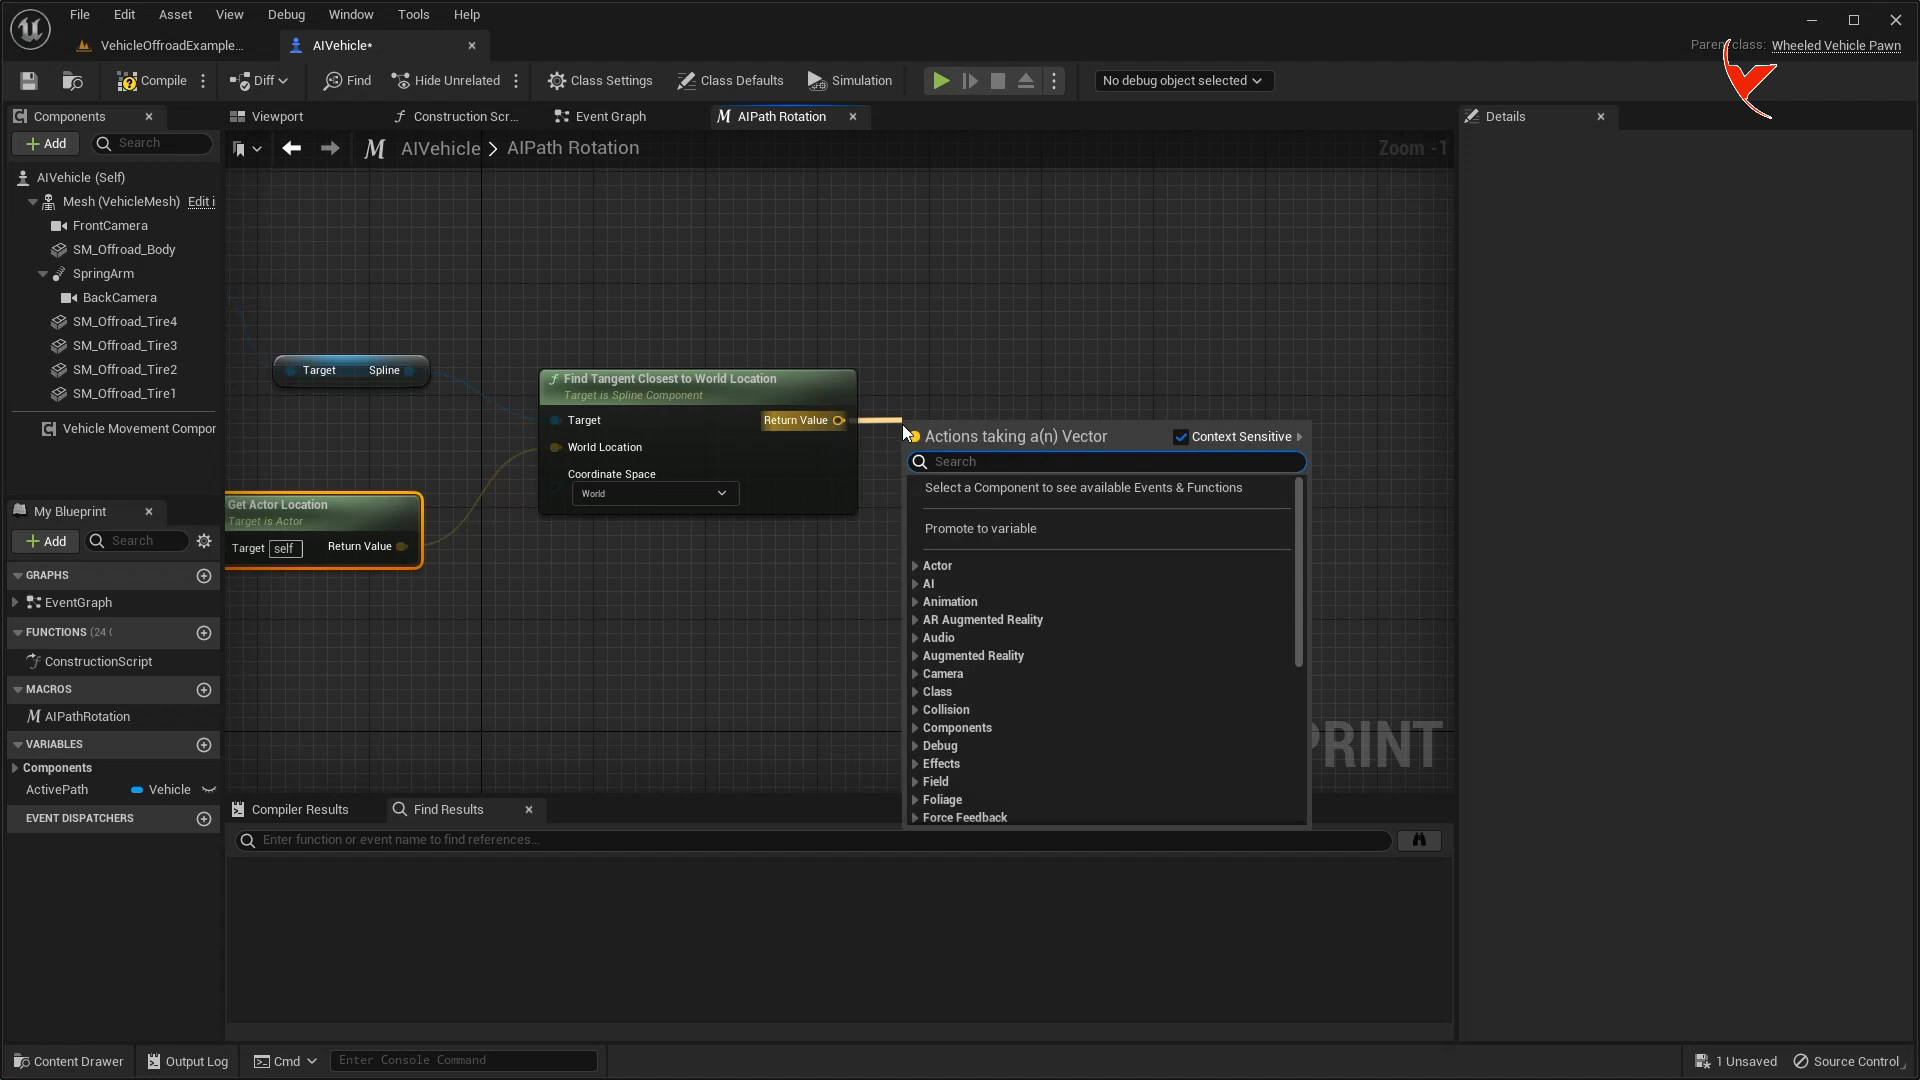 File Edit Asset View Debug Window Tools Help
VehicleOffroadExample... AIVehicle*
Parent class: Wheeled Vehicle Pawn
Compile Diff Find Hide Unrelated Class Settings Class Defaults Simulation No debug object selected
Components Viewport Construction Scr... Event Graph AIPath Rotation Details
Add Search AIVehicle > AIPath Rotation Zoom -1
AIVehicle (Self)
Mesh (VehicleMesh) Edit i
FrontCamera
SM_Offroad_Body
SpringArm
BackCamera
SM_Offroad_Tire4
SM_Offroad_Tire3
SM_Offroad_Tire2
SM_Offroad_Tire1
Vehicle Movement Compor
Target Spline
Find Tangent Closest to World Location
Target is Spline Component
Target Return Value
World Location
Coordinate Space
World
Get Actor Location
Target is Actor
Target self Return Value
Actions taking a(n) Vector Context Sensitive
Search
Select a Component to see available Events & Functions
Promote to variable
Actor
AI
Animation
AR Augmented Reality
Audio
Augmented Reality
Camera
Class
Collision
Components
Debug
Effects
Field
Foliage
Force Feedback
PRINT
My Blueprint
Add Search
GRAPHS
EventGraph
FUNCTIONS (24 (
ConstructionScript
MACROS
AIPathRotation
VARIABLES
Components
ActivePath Vehicle
EVENT DISPATCHERS
Compiler Results Find Results
Enter function or event name to find references...
Content Drawer Output Log Cmd Enter Console Command 1 Unsaved Source Control